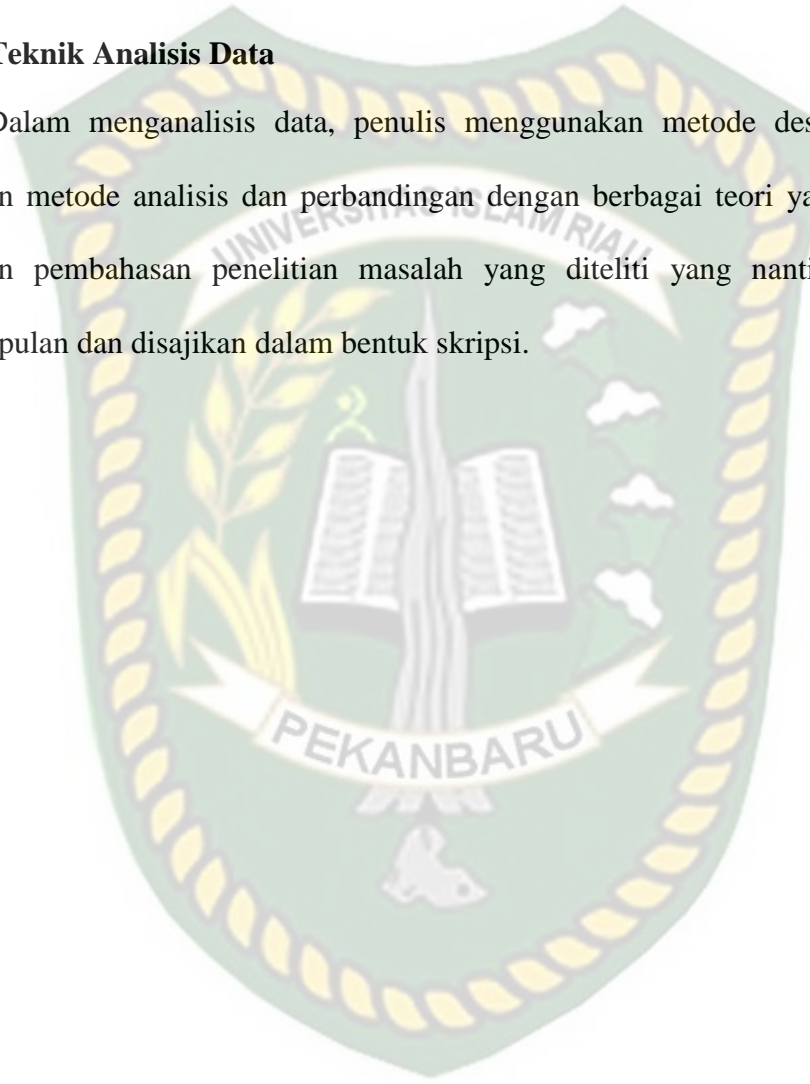 Teknik Analisis Data
Dalam menganalisis data, penulis menggunakan metode des
n metode analisis dan perbandingan dengan berbagai teori ya
n pembahasan penelitian masalah yang diteliti yang nanti
pulan dan disajikan dalam bentuk skripsi.
UNIVERSITAS ISLAM RIAU
PEKANBARU